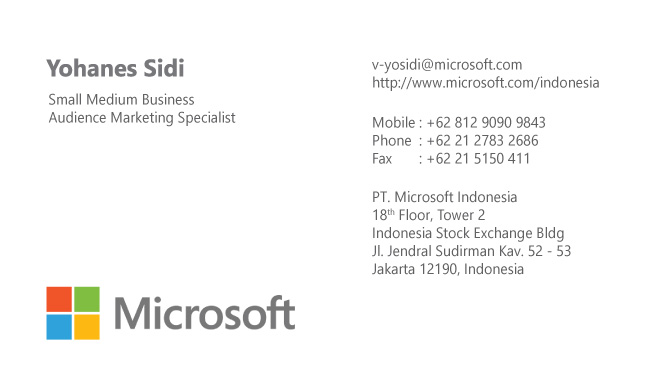 Yohanes Sidi
Small Medium Business
Audience Marketing Specialist
v-yosidi@microsoft.com
http://www.microsoft.com/indonesia
Mobile : +62 812 9090 9843
Phone : +62 21 2783 2686
Fax : +62 21 5150 411
PT. Microsoft Indonesia
18th Floor, Tower 2
Indonesia Stock Exchange Bldg
Jl. Jendral Sudirman Kav. 52 - 53
Jakarta 12190, Indonesia
Microsoft